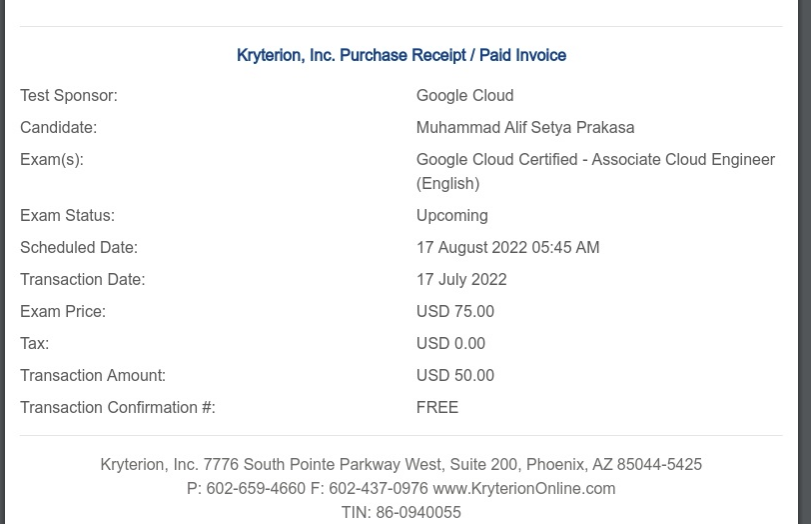 Kryterion, Inc. Purchase Receipt / Paid Invoice
Test Sponsor: Google Cloud
Candidate: Muhammad Alif Setya Prakasa
Exam(s): Google Cloud Certified - Associate Cloud Engineer
(English)
Exam Status: Upcoming
Scheduled Date: 17 August 2022 05:45 AM
Transaction Date: 17 July 2022
Exam Price: USD 75.00
Tax: USD 0.00
Transaction Amount: USD 50.00
Transaction Confirmation #: FREE
Kryterion, Inc. 7776 South Pointe Parkway West, Suite 200, Phoenix, AZ 85044-5425
P: 602-659-4660 F: 602-437-0976 www.KryterionOnline.com
TIN: 86-0940055